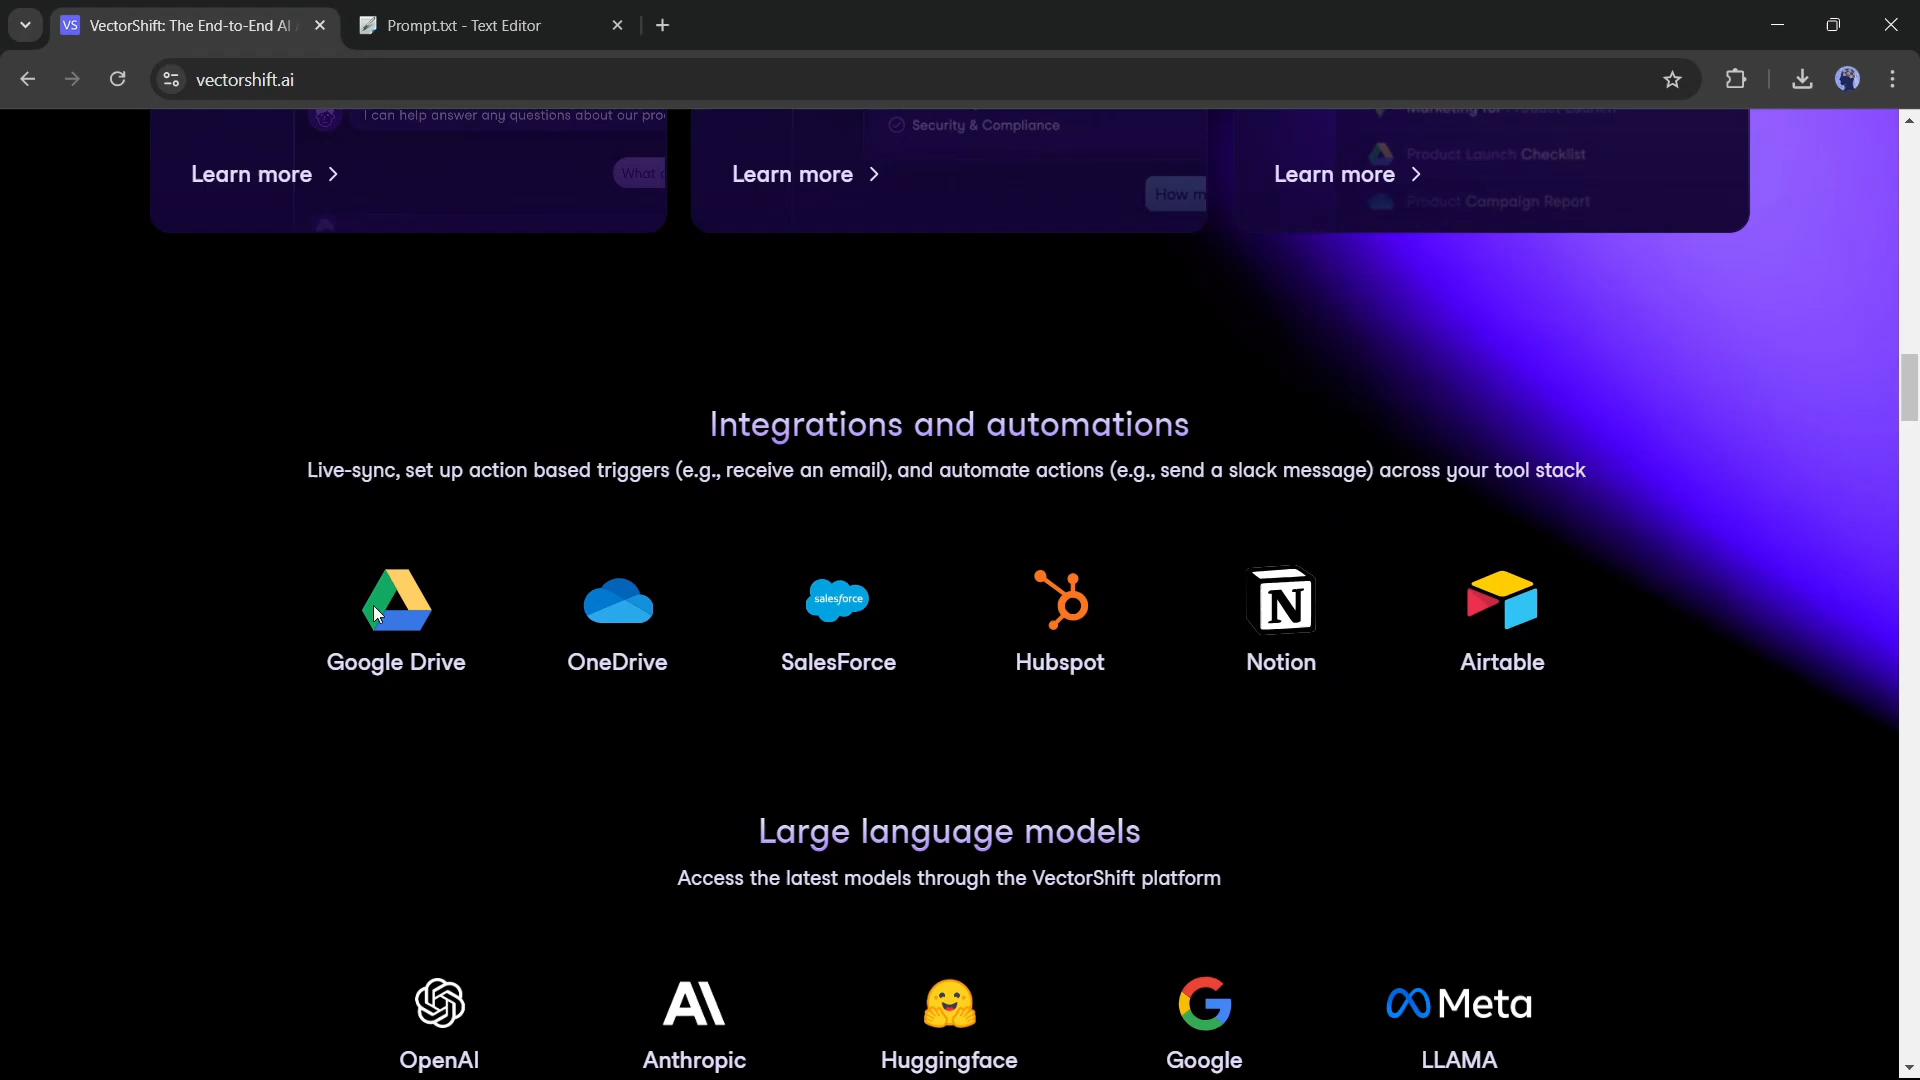 VS VectorShift: The End-to-End AI
Prompt.txt - Text Editor
vectorshift.ai
I can help answer any questions about our pro
Security & Compliance
Product Launch Checklist
Learn more
What
Learn more
How m
Learn more
Product Campaign Report
Integrations and automations
Live-sync, set up action based triggers (e.g., receive an email), and automate actions (e.g., send a slack message) across your tool stack
salesforce
N
Google Drive
OneDrive
SalesForce
Hubspot
Notion
Airtable
Large language models
Access the latest models through the VectorShift platform
Meta
OpenAI
Anthropic
Huggingface
Google
LLAMA